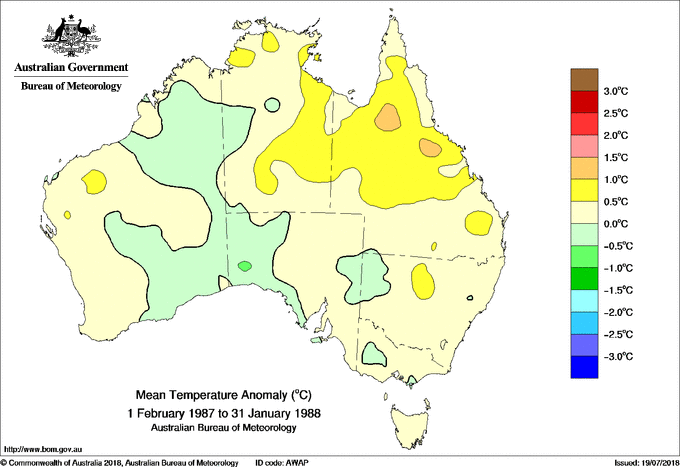 Australian Government
Bureau of Meteorology
3.0°C
2.5°C
2.0°C
1.5°C
1.0°C
0.5°C
0.0°C
-0.5°C
-1.0°C
-1.5°C
-2.0°C
-2.5°C
-3.0°C
Mean Temperature Anomaly (°C)
1 February 1987 to 31 January 1988
Australian Bureau of Meteorology
http://www.bom.gov.au
© Commonwealth of Australia 2018, Australian Bureau of Meteorology ID code: AWAP Issued: 19/07/2018